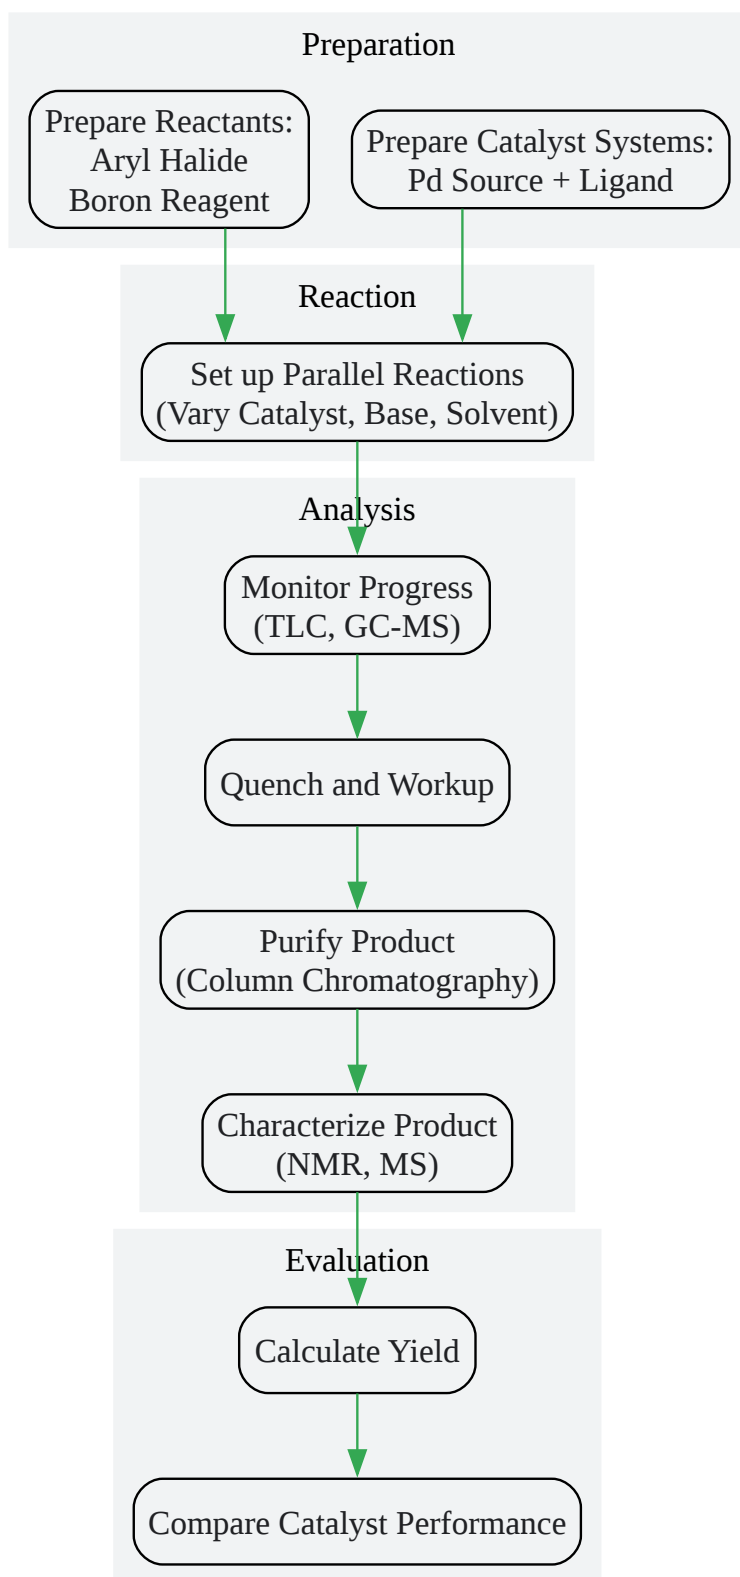 Preparation
Prepare Reactants:
Aryl Halide
Boron Reagent
Prepare Catalyst Systems:
Pd Source + Ligand
Reaction
Set up Parallel Reactions
(Vary Catalyst, Base, Solvent)
Analysis
Monitor Progress
(TLC, GC-MS)
Quench and Workup
Purify Product
(Column Chromatography)
Characterize Product
(NMR, MS)
Evaluation
Calculate Yield
Compare Catalyst Performance